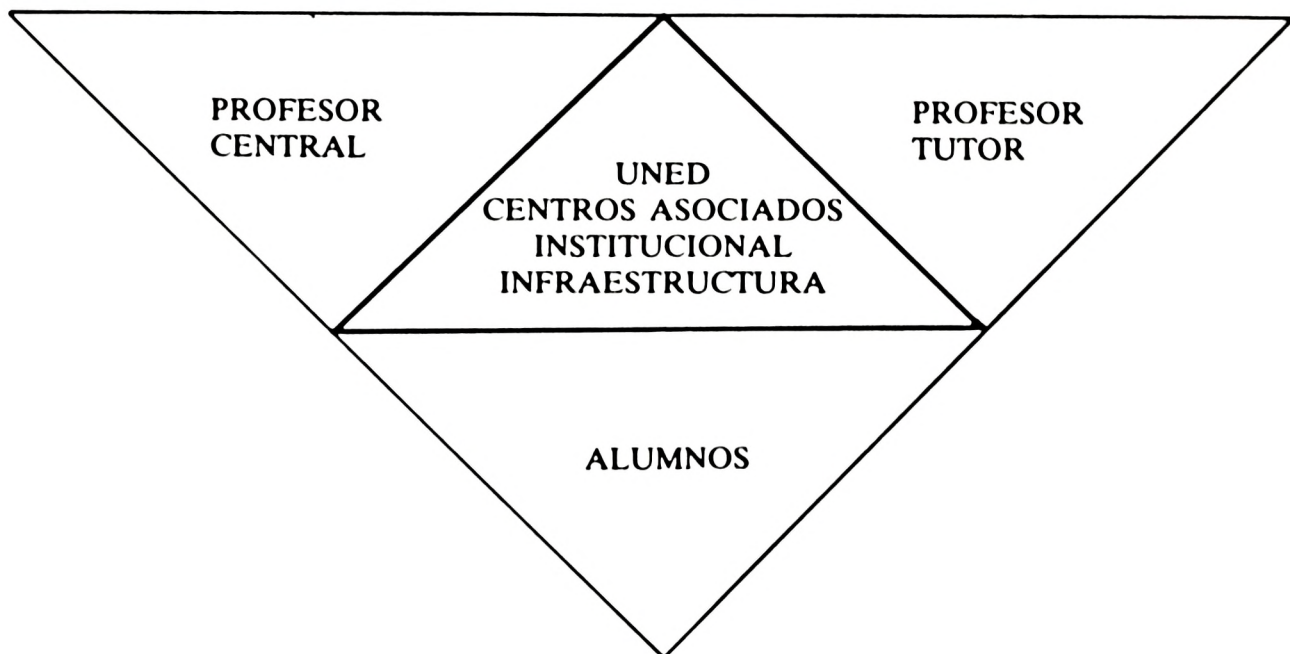 PROFESOR
CENTRAL
PROFESOR
TUTOR
UNED
CENTROS ASOCIADOS
INSTITUCIONAL
INFRAESTRUCTURA
ALUMNOS